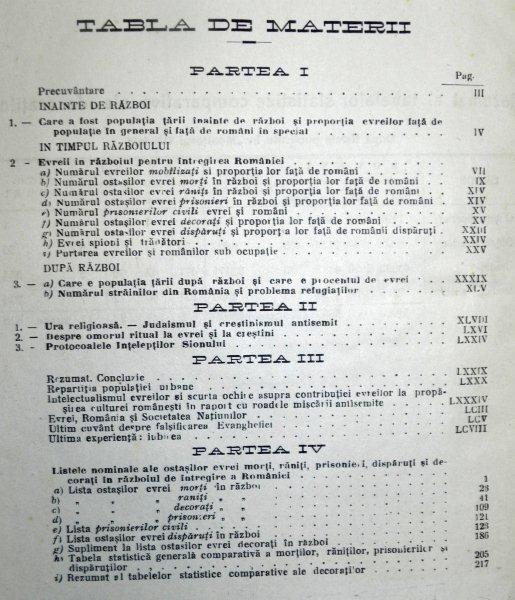 TABLA DE MATERII
PARTEA I
Pag.
Precuvântare . . . III
INAINTE DE RĂZBOI
1. — Care a fost populația țării înainte de război și proporția evreilor față de
populație în general și față de români in special . . . IV
IN TIMPUL RĂZBOIULUI
2 - Evreii in războiul pentru întregirea României
a) Numărul evreilor mobilizați si proporția lor față de romani . . . VII
b) Numărul ostașilor evrei morți în război și proporția lor față de români . . . IX
c) Numărul ostașilor evrei răniți în război și proporția lor față de români . . . XIV
d) Numărul ostașilor evrei prisonieri în război și proporția lor față de români XIV
e) Numărul prisonierilor civili evrei și români . . . XV
f) Numărul ostașilor evrei decorați și proporția lor față de români . . . XV
g) Numărul ostașilor evrei dispăruți și proporția lor față de românii dispăruți . XXIII
h) Evrei spioni și trădători . . . XXIV
i) Purtarea evreilor și românilor sub ocupație . . . XXV
DUPĂ RĂZBOI
3. — a) Care e populația țării după război și care e procentul de evrei . . . XXXIX
b) Numărul străinilor din România și problema refugiaților . . . XLV
PARTEA II
1. — Ura religioasă. — Judaismul și creștinismul antisemit . . . XLVIII
2. — Despre omorul ritual la evrei și la creștini . . . LXVI
3. - Protocoalele Ințelepților Sionului . . . LXXIV
PARTEA III
Rezumat. Concluzie . . . LXXIX
Repartiția populației urbane . . . LXXX
Intelectualismul evreilor și scurta ochire asupra contribuției evreilor la propă-
șirea culturei românești in raport cu roadele mișcării antisemite . . . LXXXIV
Evrei, România și Societatea Națiunilor . . . LCIII
Ultim cuvânt despre falsificarea Evangheliei . . . LCV
Ultima experiență: iubirea . . . LCVIII
PARTEA IV
Listele nominale ale ostașilor evrei morți, răniți, prisonieri, dispăruți și de-
corați în războiul de întregire a României . . . 1
a) Lista ostașilor evrei morți în război . . . 23
b) „ „ „ raniți „ „ . . . 41
c) „ „ „ decorați „ „ . . . 109
d) „ „ „ prisonieri „ „ . . . 121
e) Lista prisonierilor civili . . . 123
f) Lista ostașilor evrei dispăruți în război . . . 186
g) Supliment la lista ostașilor evrei decorați în război
h) Tabela statistică generală comparativă a morților, răniților, prisonierilor și
dispăruților . . . 205
i) Rezumat al tabelelor statistice comparative ale decoraților . . . 217